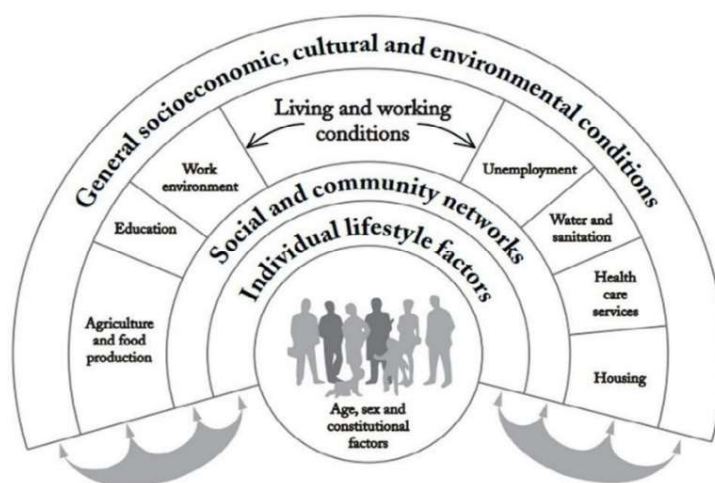 General socioeconomic, cultural and environmental conditions
Living and working
conditions
Work
environment
Unemployment
Education
Water and
sanitation
Agriculture
and food
production
Health
care
services
Housing
Social and community networks
Individual lifestyle factors
Age, sex and
constitutional
factors